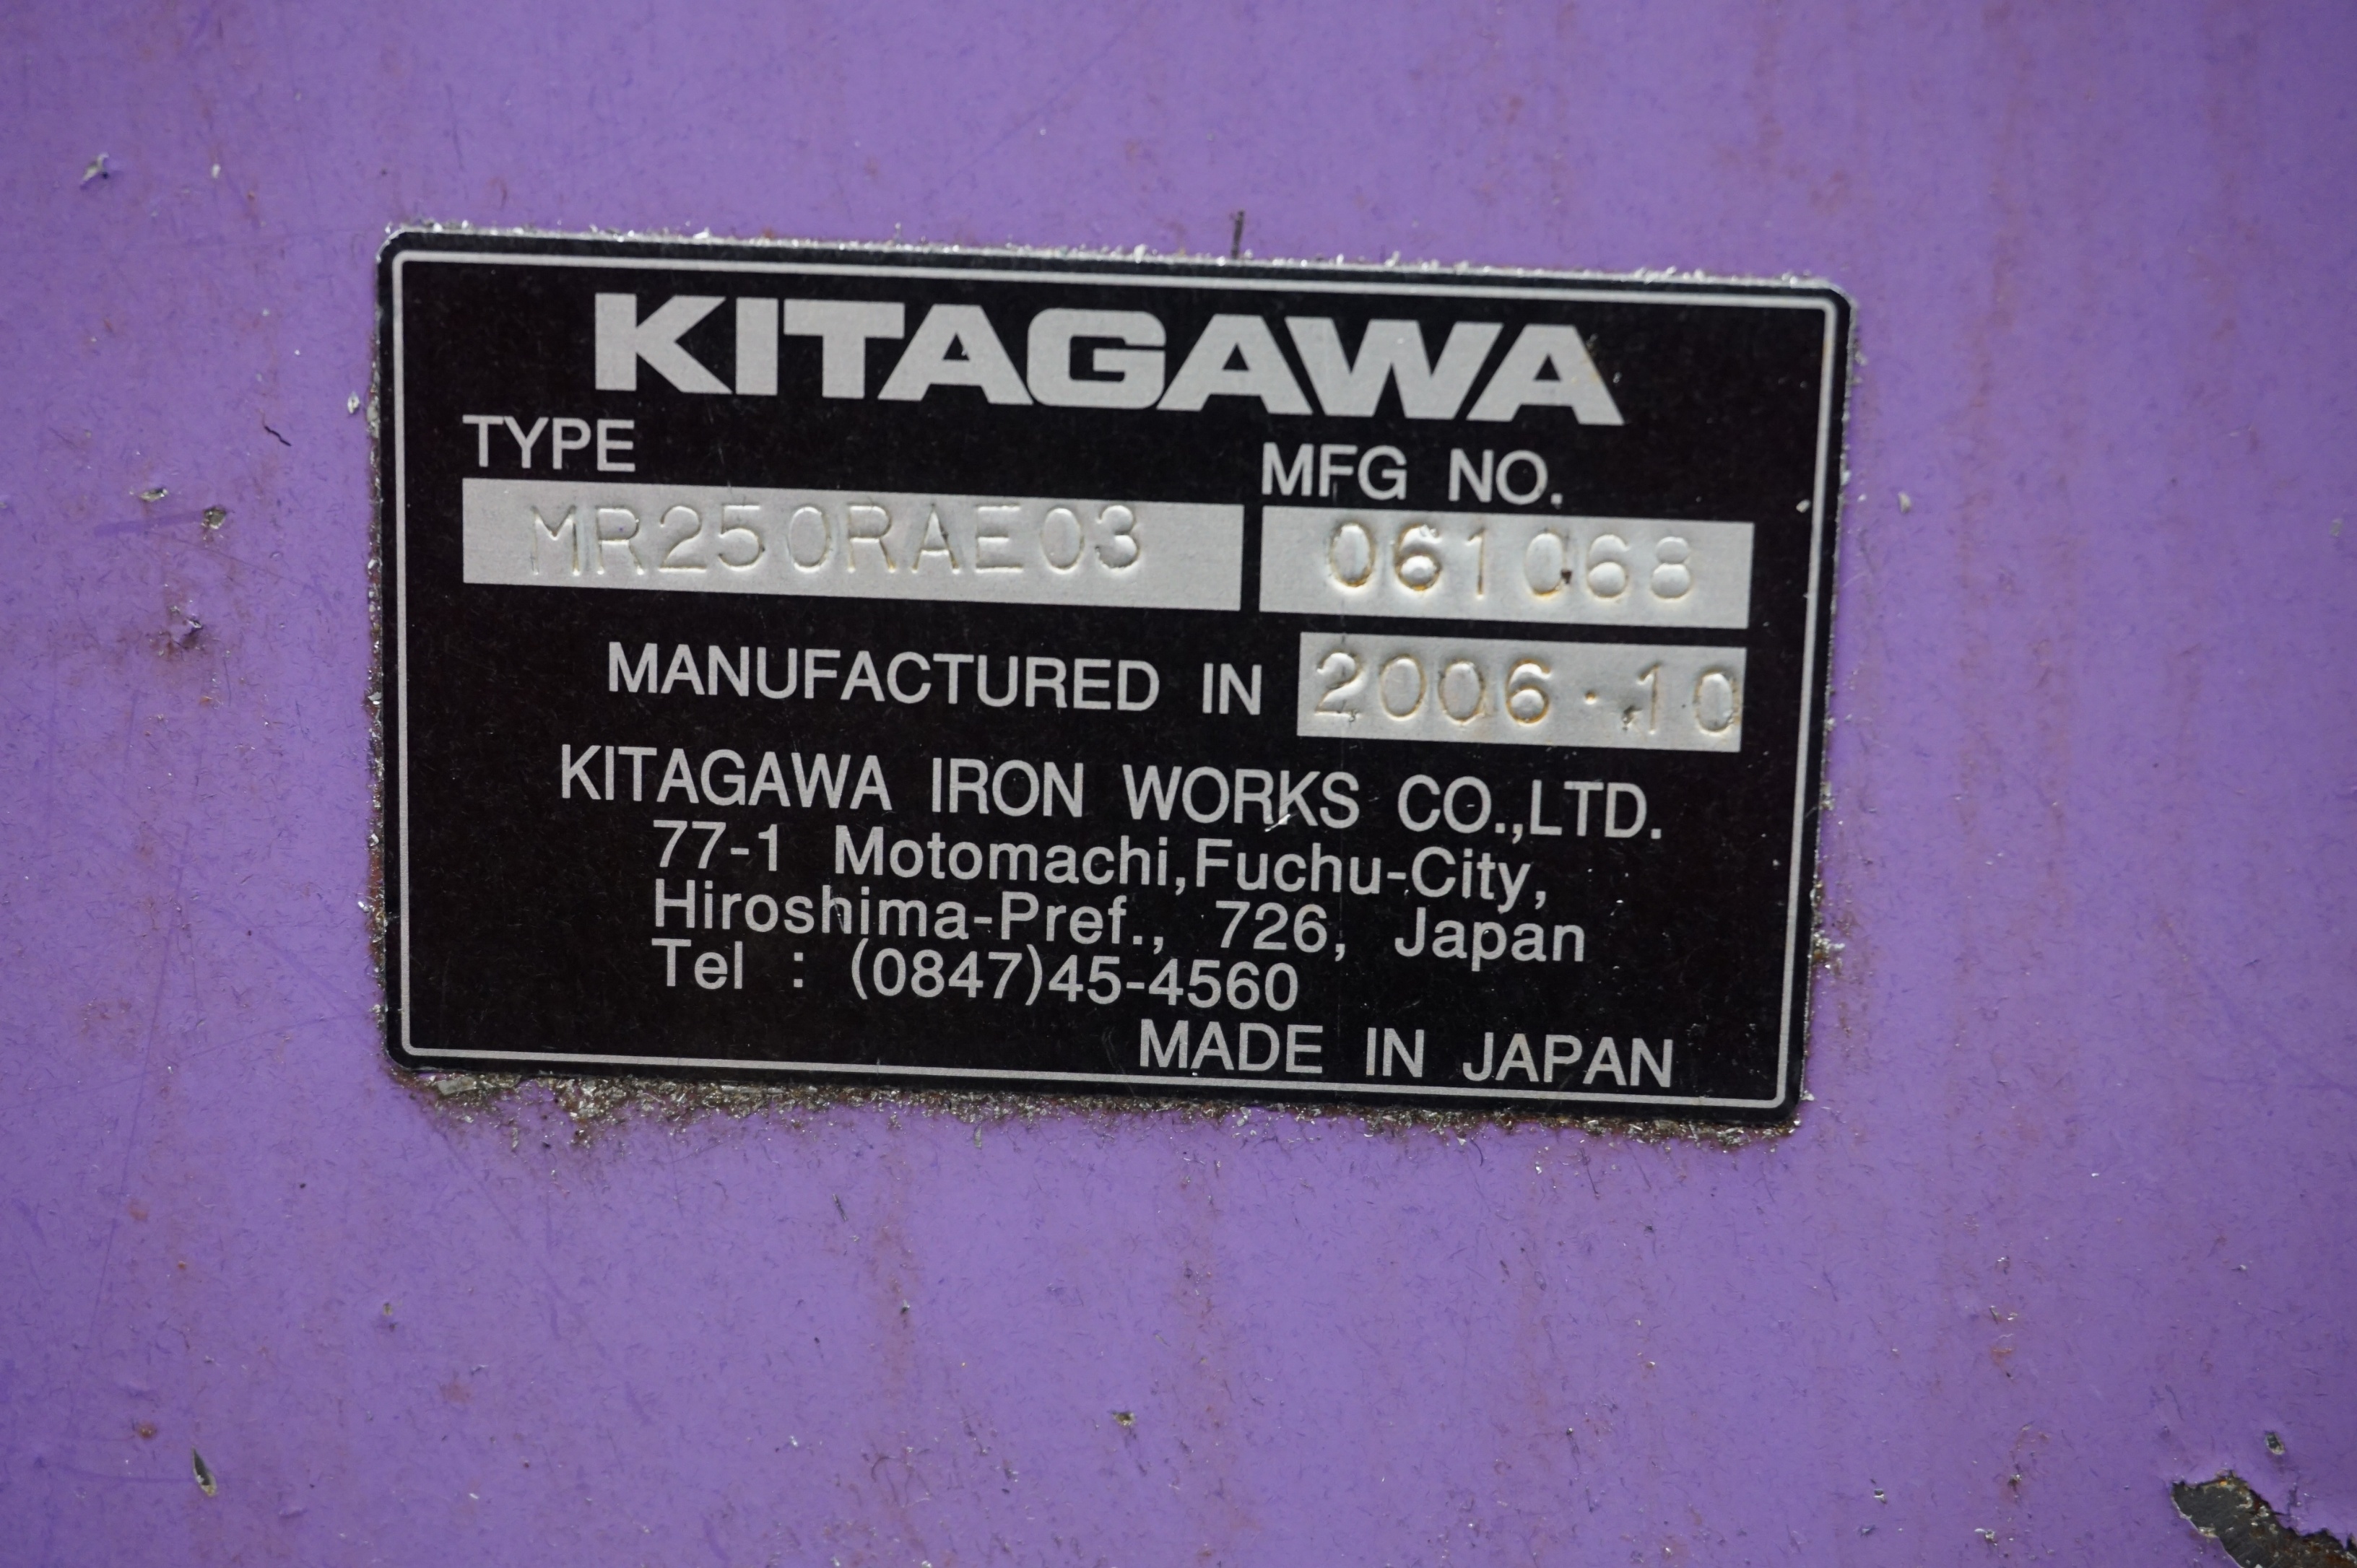 KITAGAWA
TYPE MFG NO.
MR250RAE03 061068
MANUFACTURED IN 2006.10
KITAGAWA IRON WORKS CO.,LTD.
77-1 Motomachi,Fuchu-City,
Hiroshima-Pref., 726, Japan
Tel : (0847)45-4560
MADE IN JAPAN